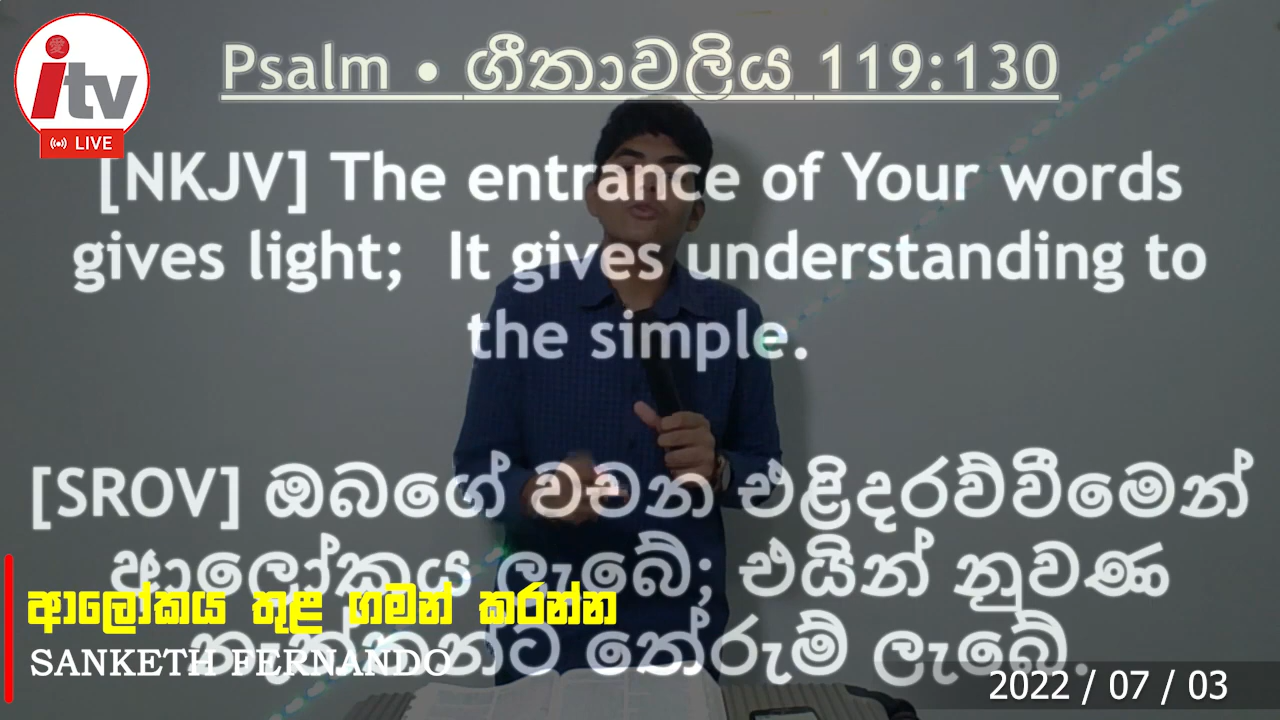 愛
itv
LIVE
Psalm • ගීතාවලිය 119:130
[NKJV] The entrance of Your words
gives light; It gives understanding to
the simple.
[SROV] ඔබගේ වචන එළිදරව්වීමෙන්
ආලෝකය ලැබේ; එයින් නුවණ
නැත්තන්ට තේරුම් ලැබේ.
ආලෝකය තුළ ගමන් කරන්න
SANKETH FERNANDO
2022 / 07 / 03